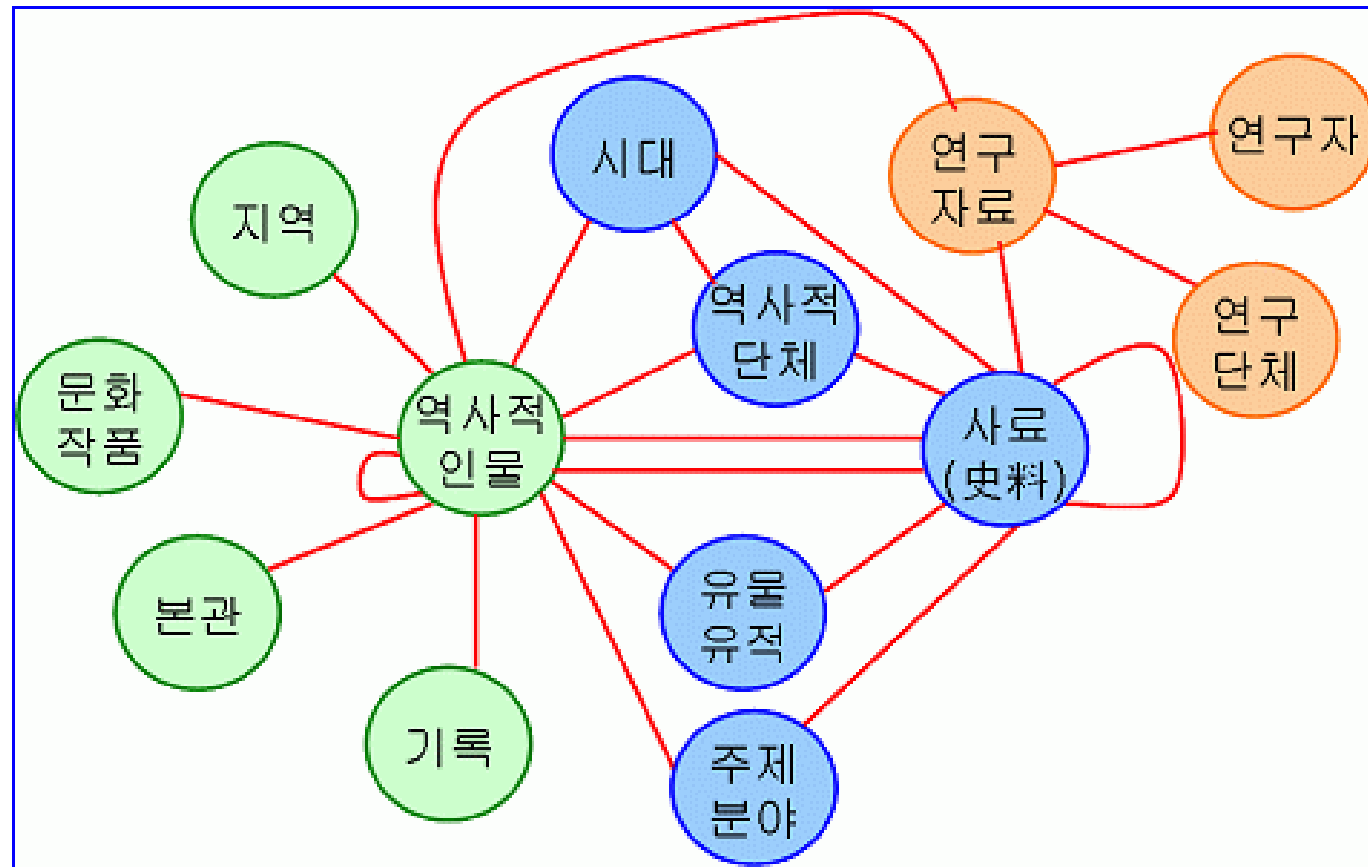 시대
연구
자료
연구자
지역
역사적
단체
연구
단체
문화
작품
역사적
인물
사료
(史料)
본관
유물
유적
기록
주제
분야